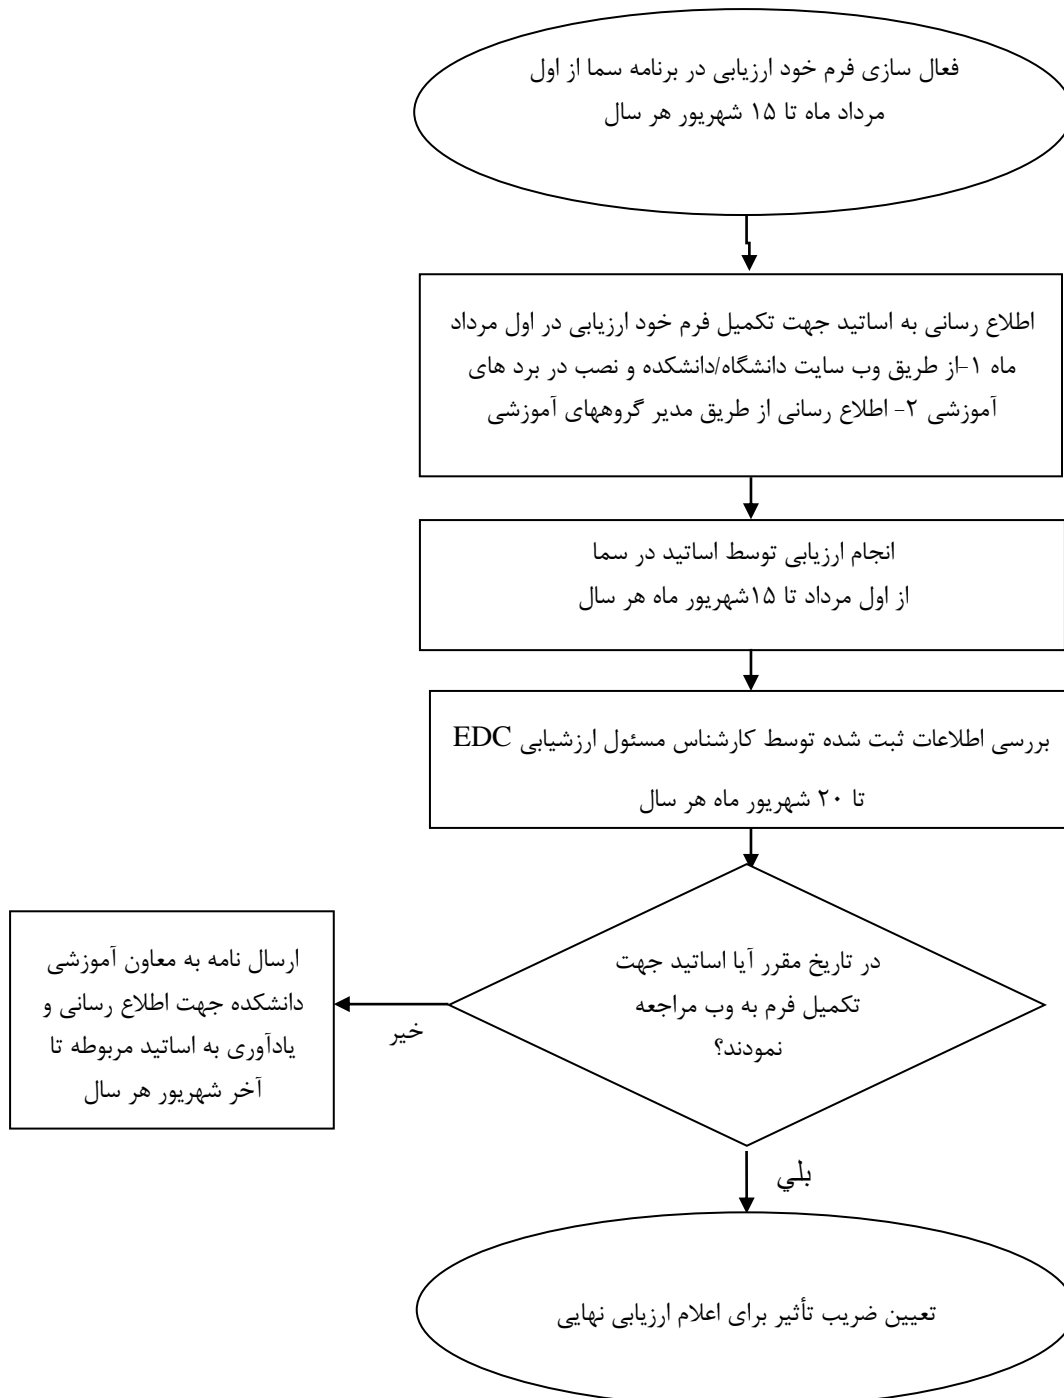 فعال سازی فرم خود ارزیابی در برنامه سما از اول
مرداد ماه تا ۱۵ شهریور هر سال
اطلاع رسانی به اساتید جهت تکمیل فرم خود ارزیابی در اول مرداد
ماه ۱-از طریق وب سایت دانشگاه/دانشکده و نصب در برد های
آموزشی ۲- اطلاع رسانی از طریق مدیر گروههای آموزشی
انجام ارزیابی توسط اساتید در سما
از اول مرداد تا ۱۵شهریور ماه هر سال
بررسی اطلاعات ثبت شده توسط کارشناس مسئول ارزشیابی EDC
تا ۲۰ شهریور ماه هر سال
در تاریخ مقرر آیا اساتید جهت
تکمیل فرم به وب مراجعه
نمودند؟
خیر
ارسال نامه به معاون آموزشی
دانشکده جهت اطلاع رسانی و
یادآوری به اساتید مربوطه تا
آخر شهریور هر سال
بلي
تعیین ضریب تأثیر برای اعلام ارزیابی نهایی